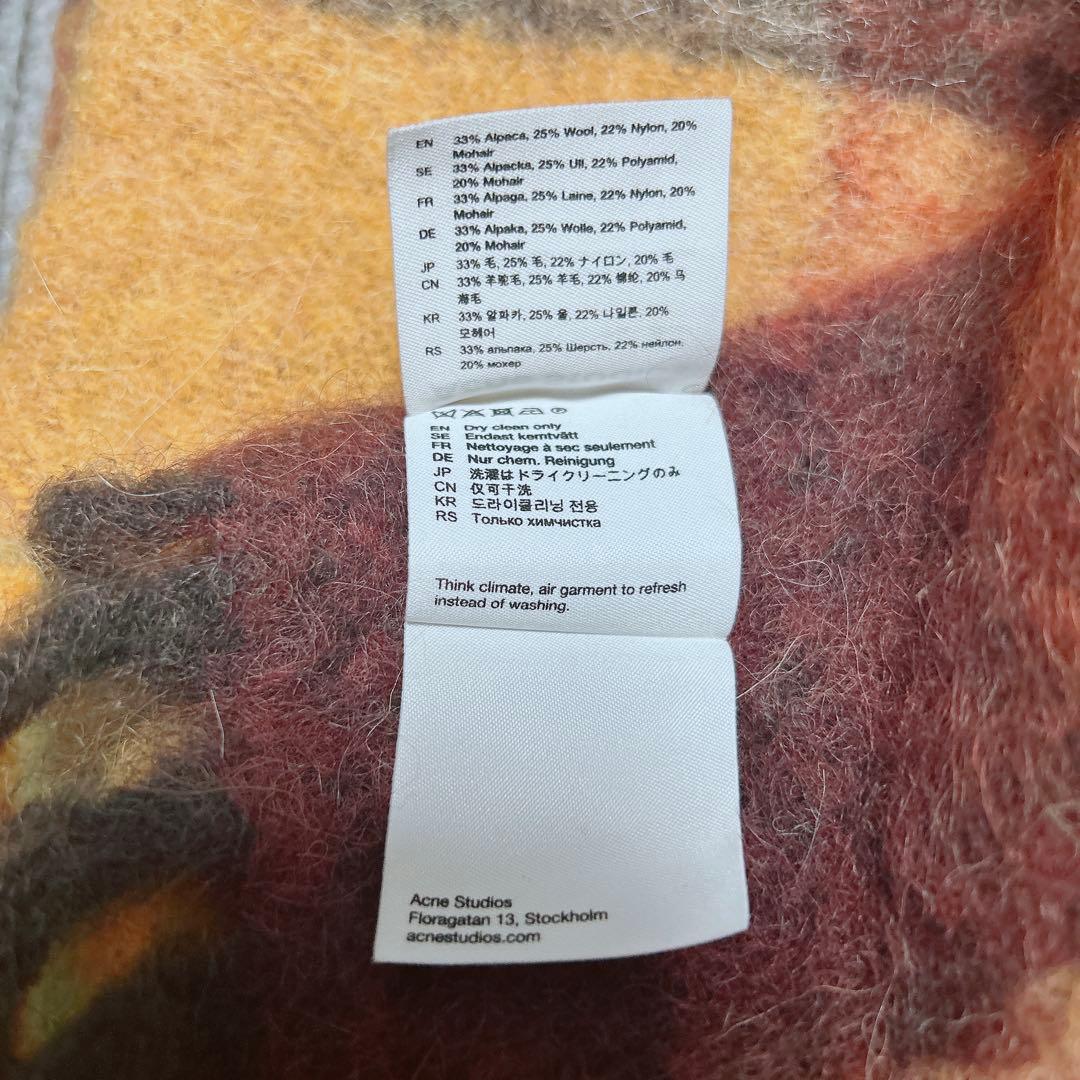 EN 33% Alpaca, 25% Wool, 22% Nylon, 20%
Mohair
SE 33% Alpacka, 25% Ull, 22% Polyamid,
20% Mohair
FR 33% Alpaga, 25% Laine, 22% Nylon, 20%
Mohair
DE 33% Alpaka, 25% Wolle, 22% Polyamid,
20% Mohair
JP 33% 毛, 25% 毛, 22% ナイロン, 20% 毛
CN 33% 羊驼毛, 25% 羊毛, 22% 锦纶, 20% 马
海毛
KR 33% 알파카, 25% 울, 22% 나일론, 20%
모헤어
RS 33% альпака, 25% Шерсть, 22% нейлон,
20% мохер
EN Dry clean only
SE Endast kemtvätt
FR Nettoyage à sec seulement
DE Nur chem. Reinigung
JP 洗濯はドライクリーニングのみ
CN 仅可干洗
KR 드라이클리닝 전용
RS Только химчистка
Think climate, air garment to refresh
instead of washing.
Acne Studios
Floragatan 13, Stockholm
acnestudios.com